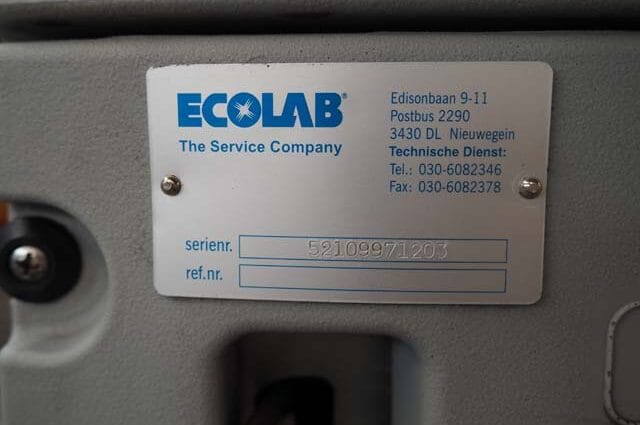 ECOLAB®
The Service Company
Edisonbaan 9-11
Postbus 2290
3430 DL Nieuwegein
Technische Dienst:
Tel.: 030-6082346
Fax: 030-6082378
serienr. 52109971203
ref.nr.